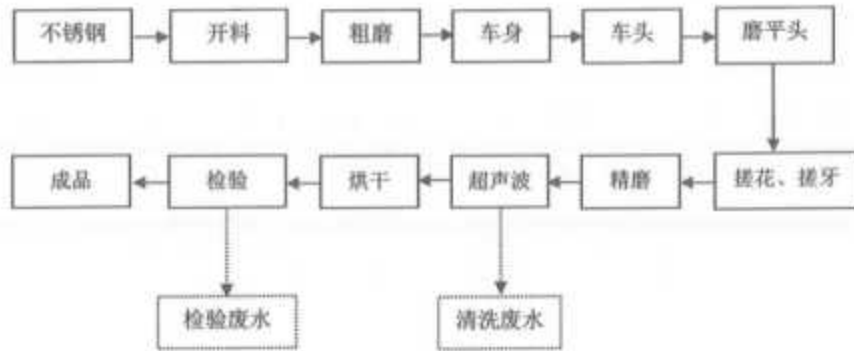 不锈钢
开料
粗磨
车身
车头
磨平头
搓花、搓牙
精磨
超声波
烘干
检验
成品
检验废水
清洗废水